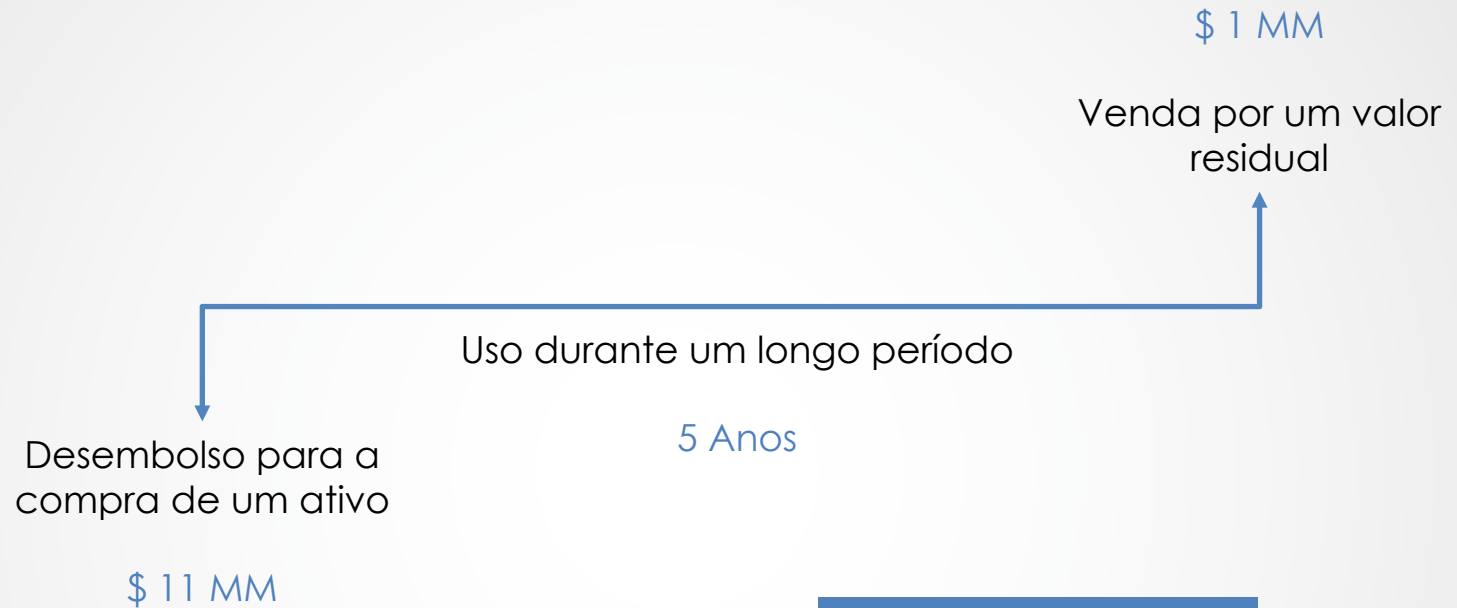 $ 1 MM
Venda por um valor
residual
Uso durante um longo período
5 Anos
Desembolso para a
compra de um ativo
$ 11 MM